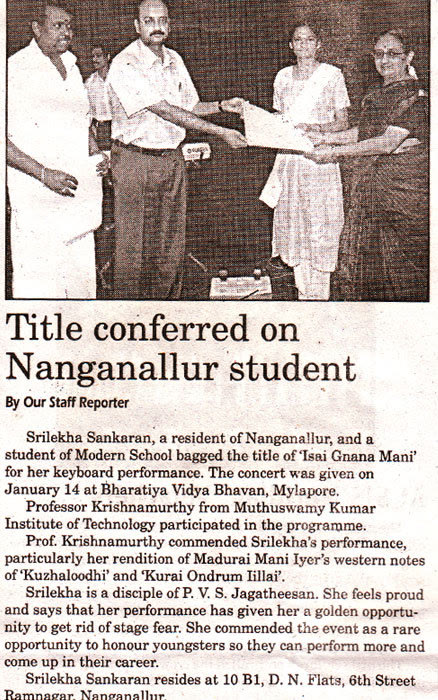 Title conferred on
Nanganallur student
By Our Staff Reporter
Srilekha Sankaran, a resident of Nanganallur, and a
student of Modern School bagged the title of 'Isai Gnana Mani'
for her keyboard performance. The concert was given on
January 14 at Bharatiya Vidya Bhavan, Mylapore.
Professor Krishnamurthy from Muthuswamy Kumar
Institute of Technology participated in the programme.
Prof. Krishnamurthy commended Srilekha's performance,
particularly her rendition of Madurai Mani Iyer's western notes
of 'Kuzhaloodhi' and 'Kurai Ondrum Iillai'.
Srilekha is a disciple of P. V. S. Jagatheesan. She feels proud
and says that her performance has given her a golden opportu-
nity to get rid of stage fear. She commended the event as a rare
opportunity to honour youngsters so they can perform more and
come up in their career.
Srilekha Sankaran resides at 10 B1, D. N. Flats, 6th Street
Ramnagar, Nanganallur.